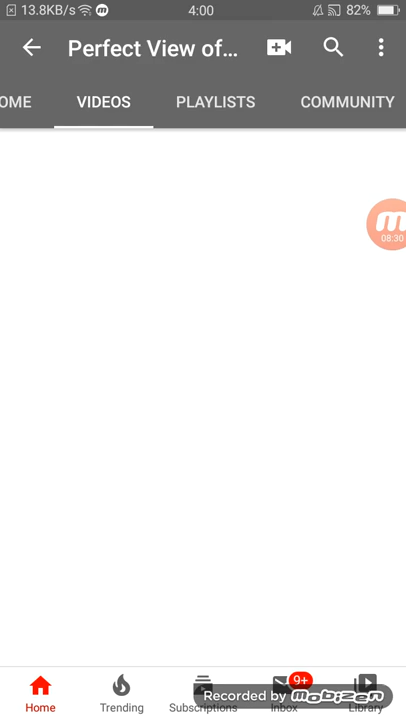 13.8KB/s 4:00 82%
Perfect View of...
OME VIDEOS PLAYLISTS COMMUNITY
08:30
9+
Recorded by mobizen
Home Trending Subscriptions Inbox Library